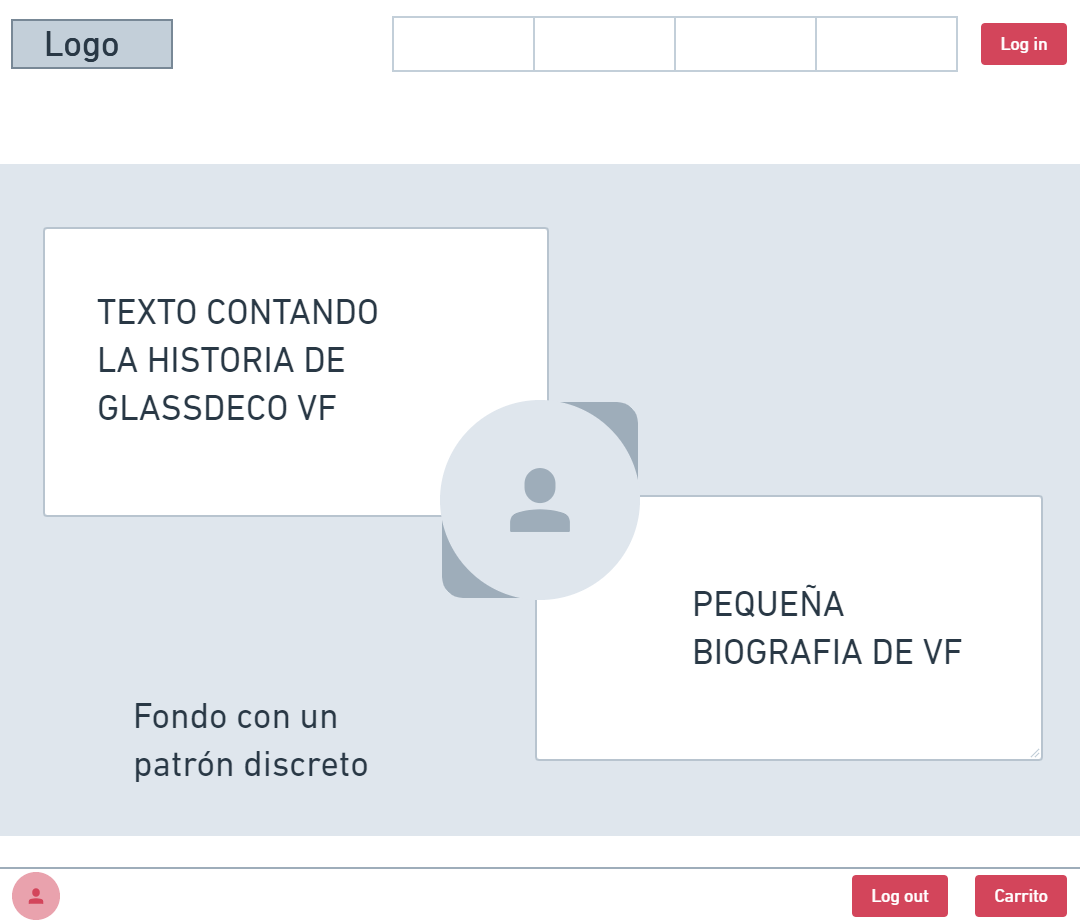 Logo
Log in
TEXTO CONTANDO
LA HISTORIA DE
GLASSDECO VF
PEQUEÑA
BIOGRAFIA DE VF
Fondo con un
patrón discreto
Log out
Carrito